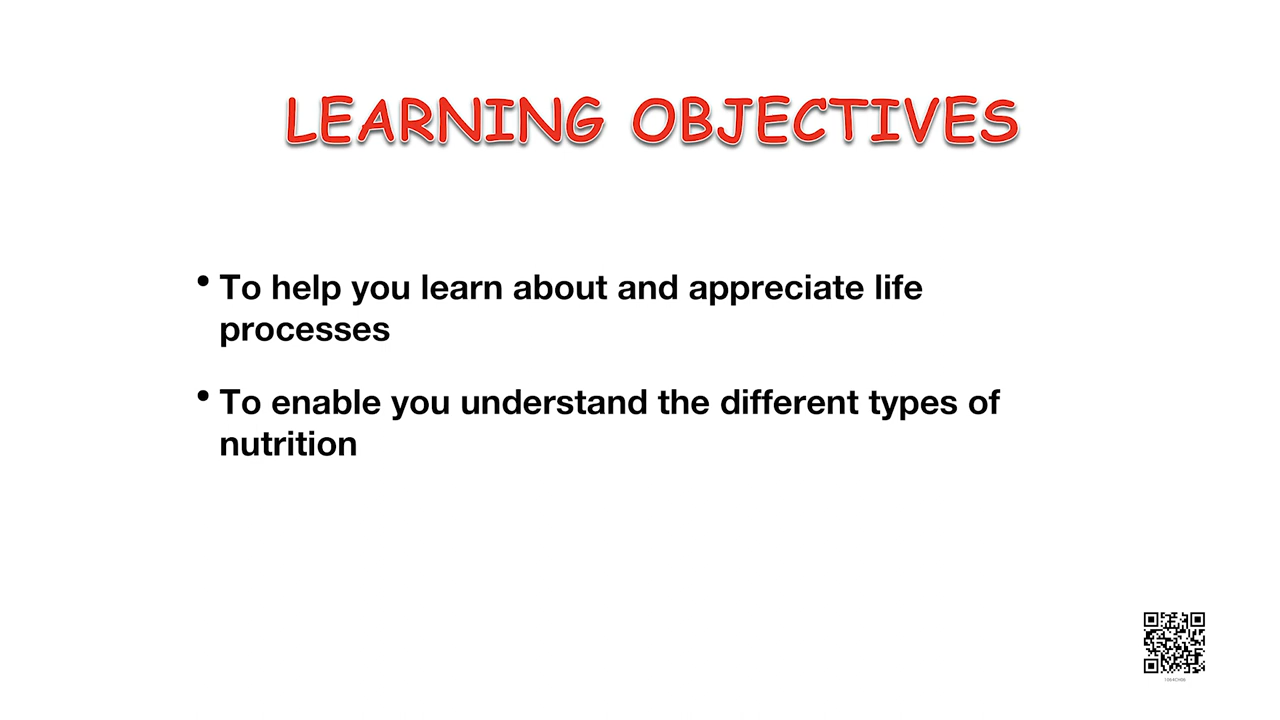 LEARNING OBJECTIVES
• To help you learn about and appreciate life
processes
• To enable you understand the different types of
nutrition